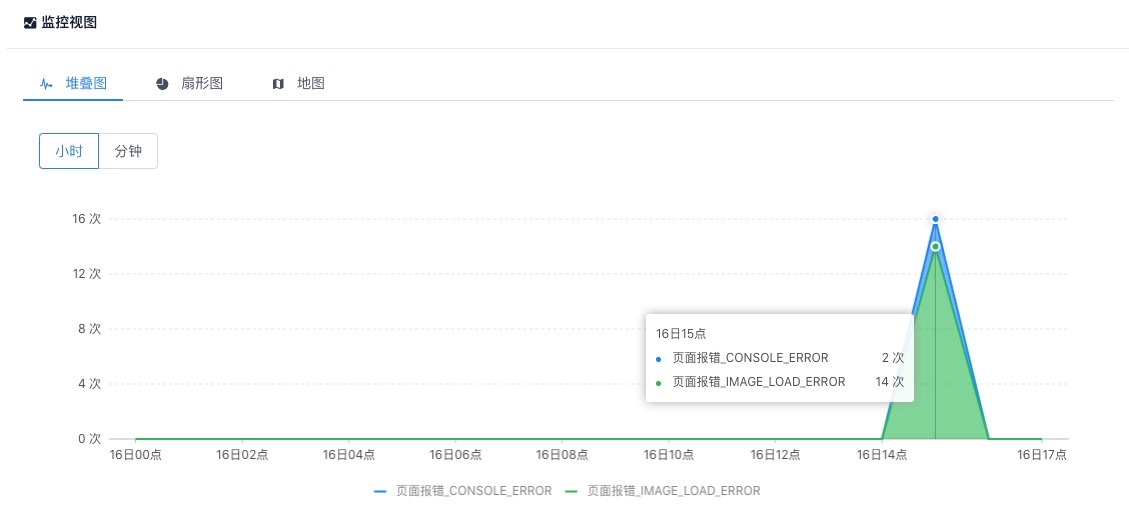 监控视图
堆叠图 扇形图 地图
小时 分钟
16 次
12 次
8 次
4 次
0 次
16日15点
页面报错_CONSOLE_ERROR 2 次
页面报错_IMAGE_LOAD_ERROR 14 次
16日00点 16日02点 16日04点 16日06点 16日08点 16日10点 16日12点 16日14点 16日17点
页面报错_CONSOLE_ERROR 页面报错_IMAGE_LOAD_ERROR